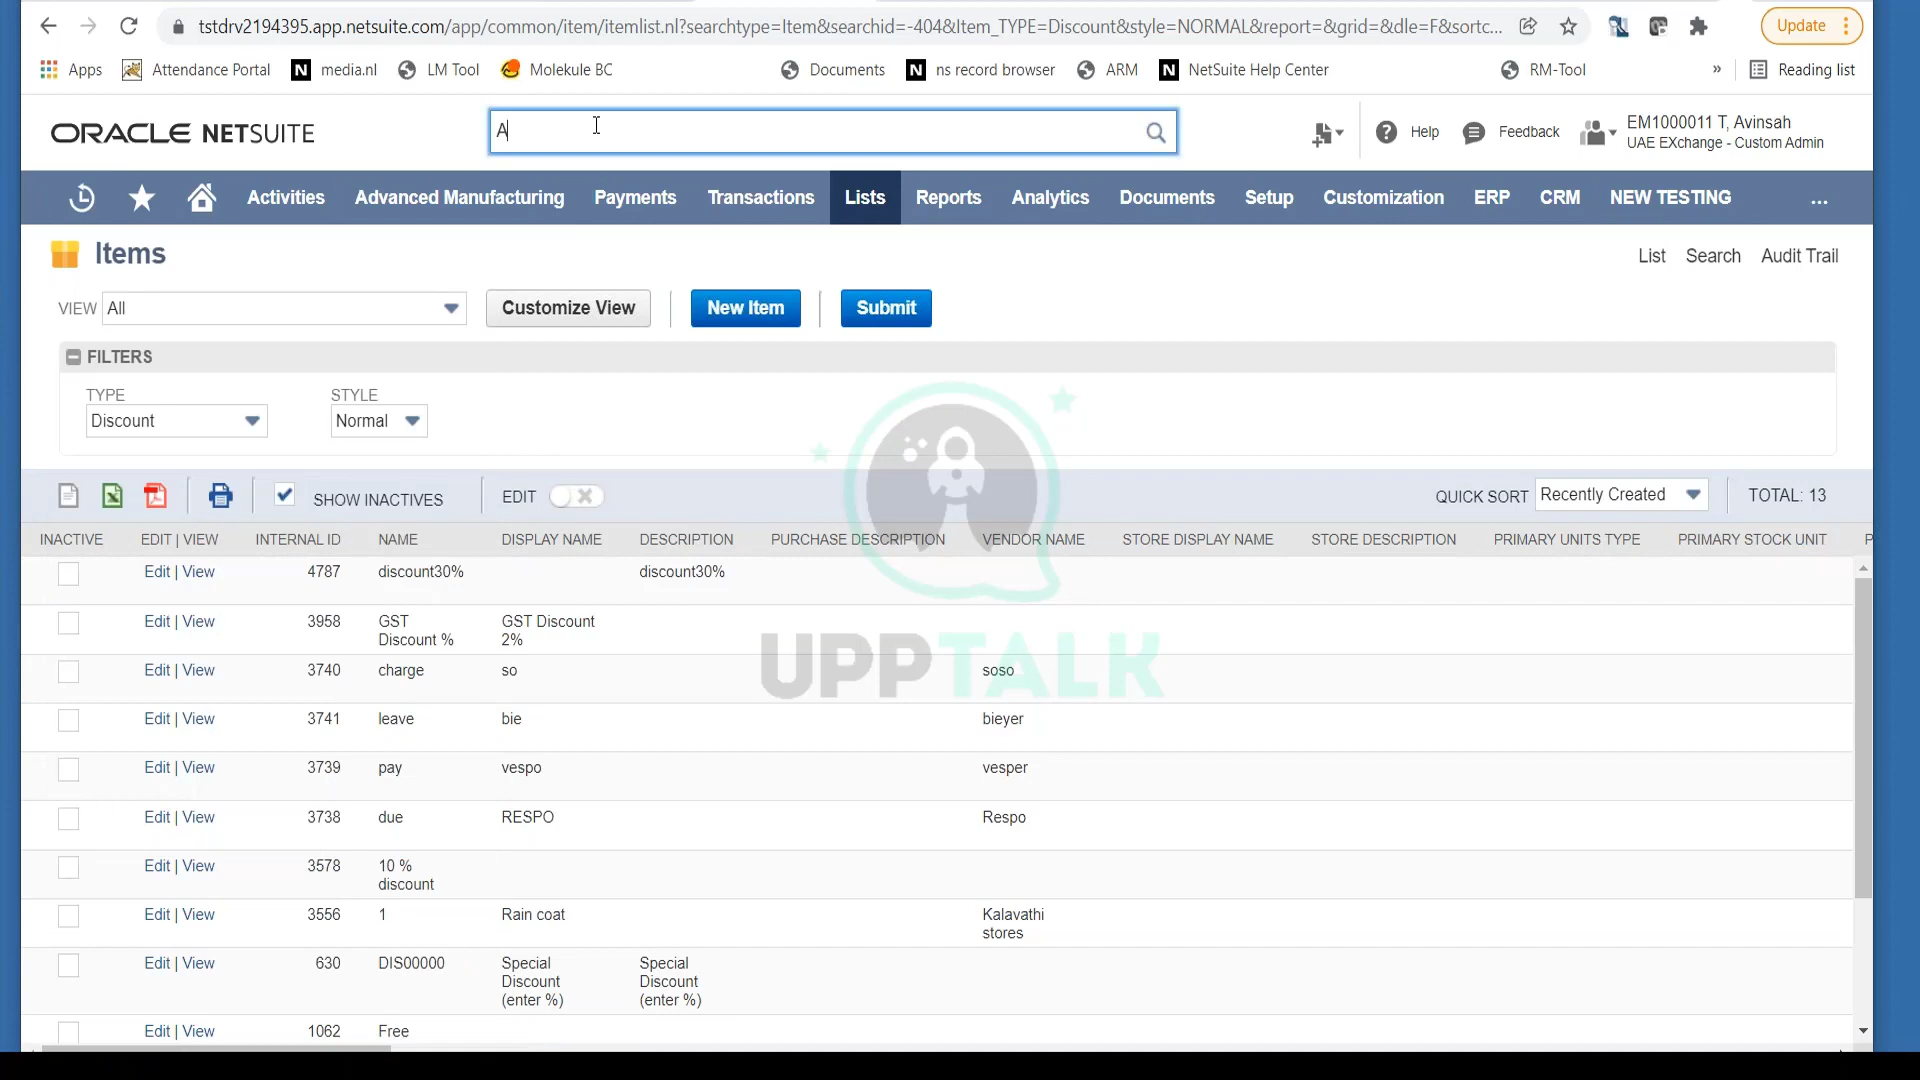 tstdrv2194395.app.netsuite.com/app/common/item/itemlist.nl?searchtype=Item&searchid=-404&Item_TYPE=Discount&style=NORMAL&report=&grid=&dle=F&sortc...
Update
Apps Attendance Portal N media.nl LM Tool Molekule BC Documents N ns record browser ARM N NetSuite Help Center RM-Tool » Reading list
ORACLE NETSUITE
A
Help Feedback
EM1000011 T, Avinsah
UAE EXchange - Custom Admin
Activities Advanced Manufacturing Payments Transactions Lists Reports Analytics Documents Setup Customization ERP CRM NEW TESTING ...
Items
List Search Audit Trail
VIEW All Customize View New Item Submit
FILTERS
TYPE STYLE
Discount Normal
SHOW INACTIVES EDIT QUICK SORT Recently Created TOTAL: 13
INACTIVE EDIT | VIEW INTERNAL ID NAME DISPLAY NAME DESCRIPTION PURCHASE DESCRIPTION VENDOR NAME STORE DISPLAY NAME STORE DESCRIPTION PRIMARY UNITS TYPE PRIMARY STOCK UNIT P
Edit | View 4787 discount30% discount30%
Edit | View 3958 GST GST Discount
Discount % 2%
Edit | View 3740 charge so soso
UPPTALK
Edit | View 3741 leave bie bieyer
Edit | View 3739 pay vespo vesper
Edit | View 3738 due RESPO Respo
Edit | View 3578 10 %
discount
Edit | View 3556 1 Rain coat Kalavathi
stores
Edit | View 630 DIS00000 Special Special
Discount Discount
(enter %) (enter %)
Edit | View 1062 Free